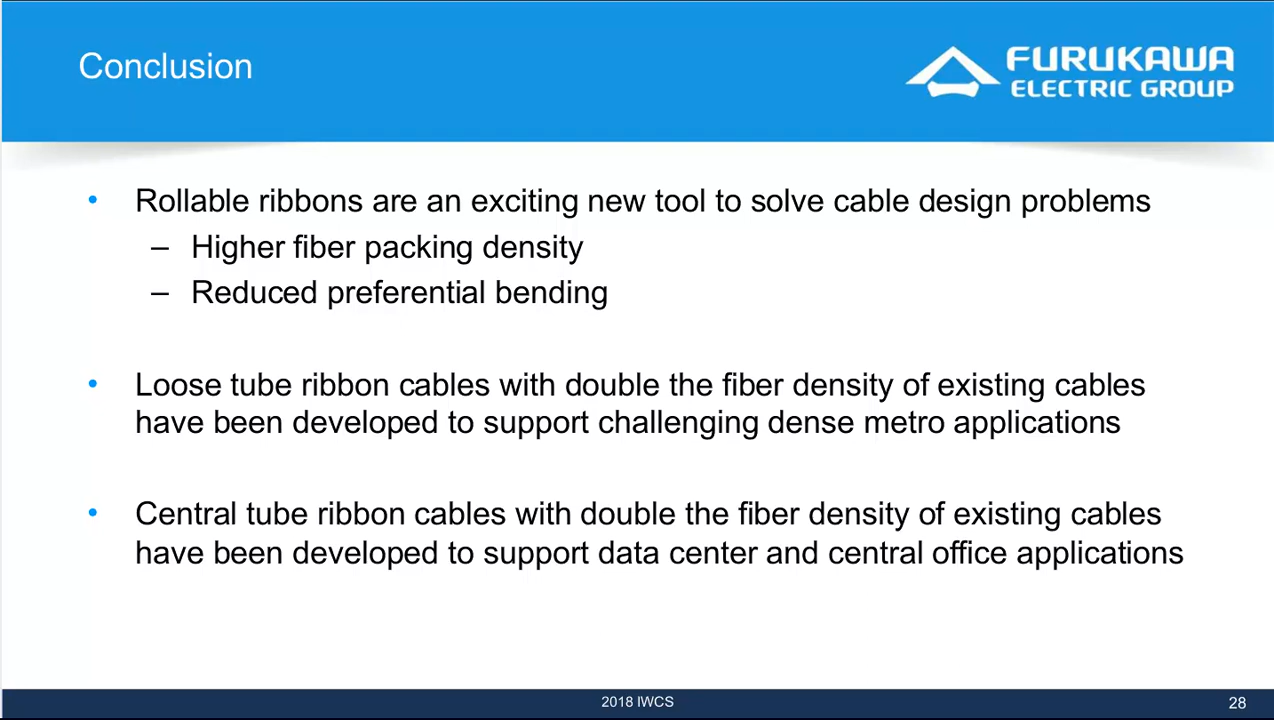 Conclusion
FURUKAWA
ELECTRIC GROUP
• Rollable ribbons are an exciting new tool to solve cable design problems
– Higher fiber packing density
– Reduced preferential bending
• Loose tube ribbon cables with double the fiber density of existing cables
have been developed to support challenging dense metro applications
• Central tube ribbon cables with double the fiber density of existing cables
have been developed to support data center and central office applications
2018 IWCS
28